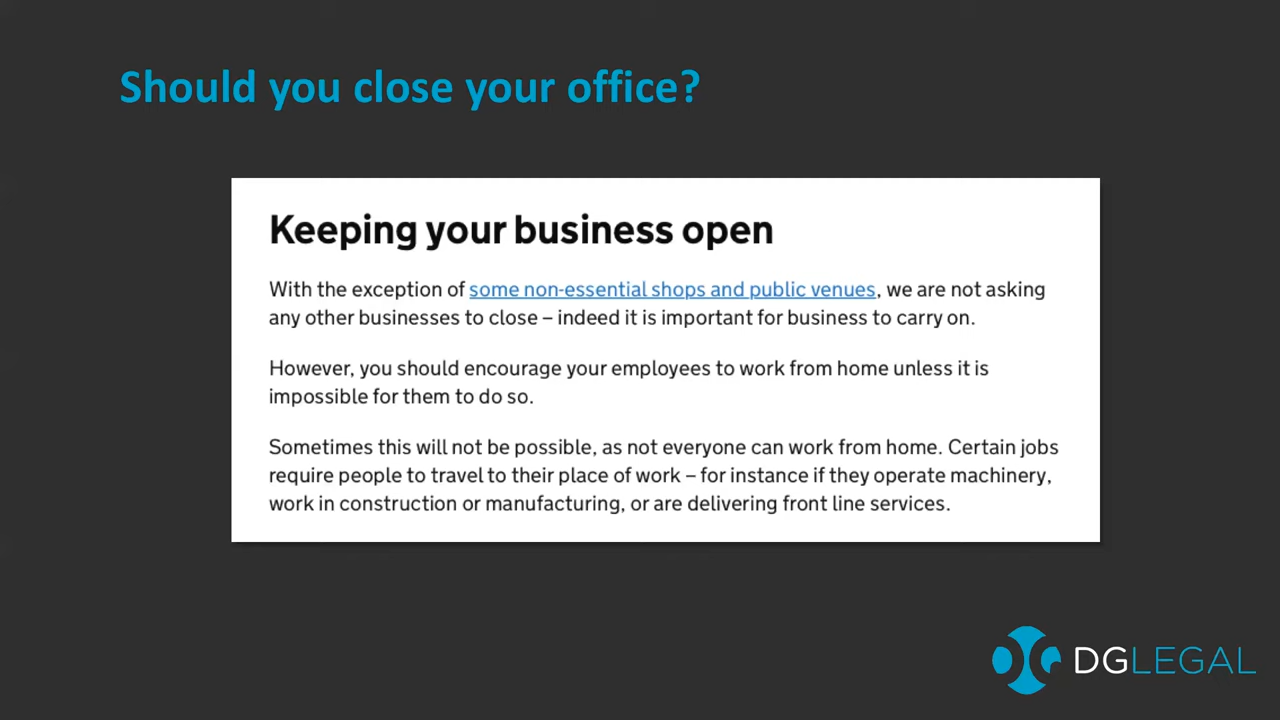 Should you close your office?
Keeping your business open
With the exception of some non-essential shops and public venues, we are not asking
any other businesses to close – indeed it is important for business to carry on.
However, you should encourage your employees to work from home unless it is
impossible for them to do so.
Sometimes this will not be possible, as not everyone can work from home. Certain jobs
require people to travel to their place of work – for instance if they operate machinery,
work in construction or manufacturing, or are delivering front line services.
DGLEGAL